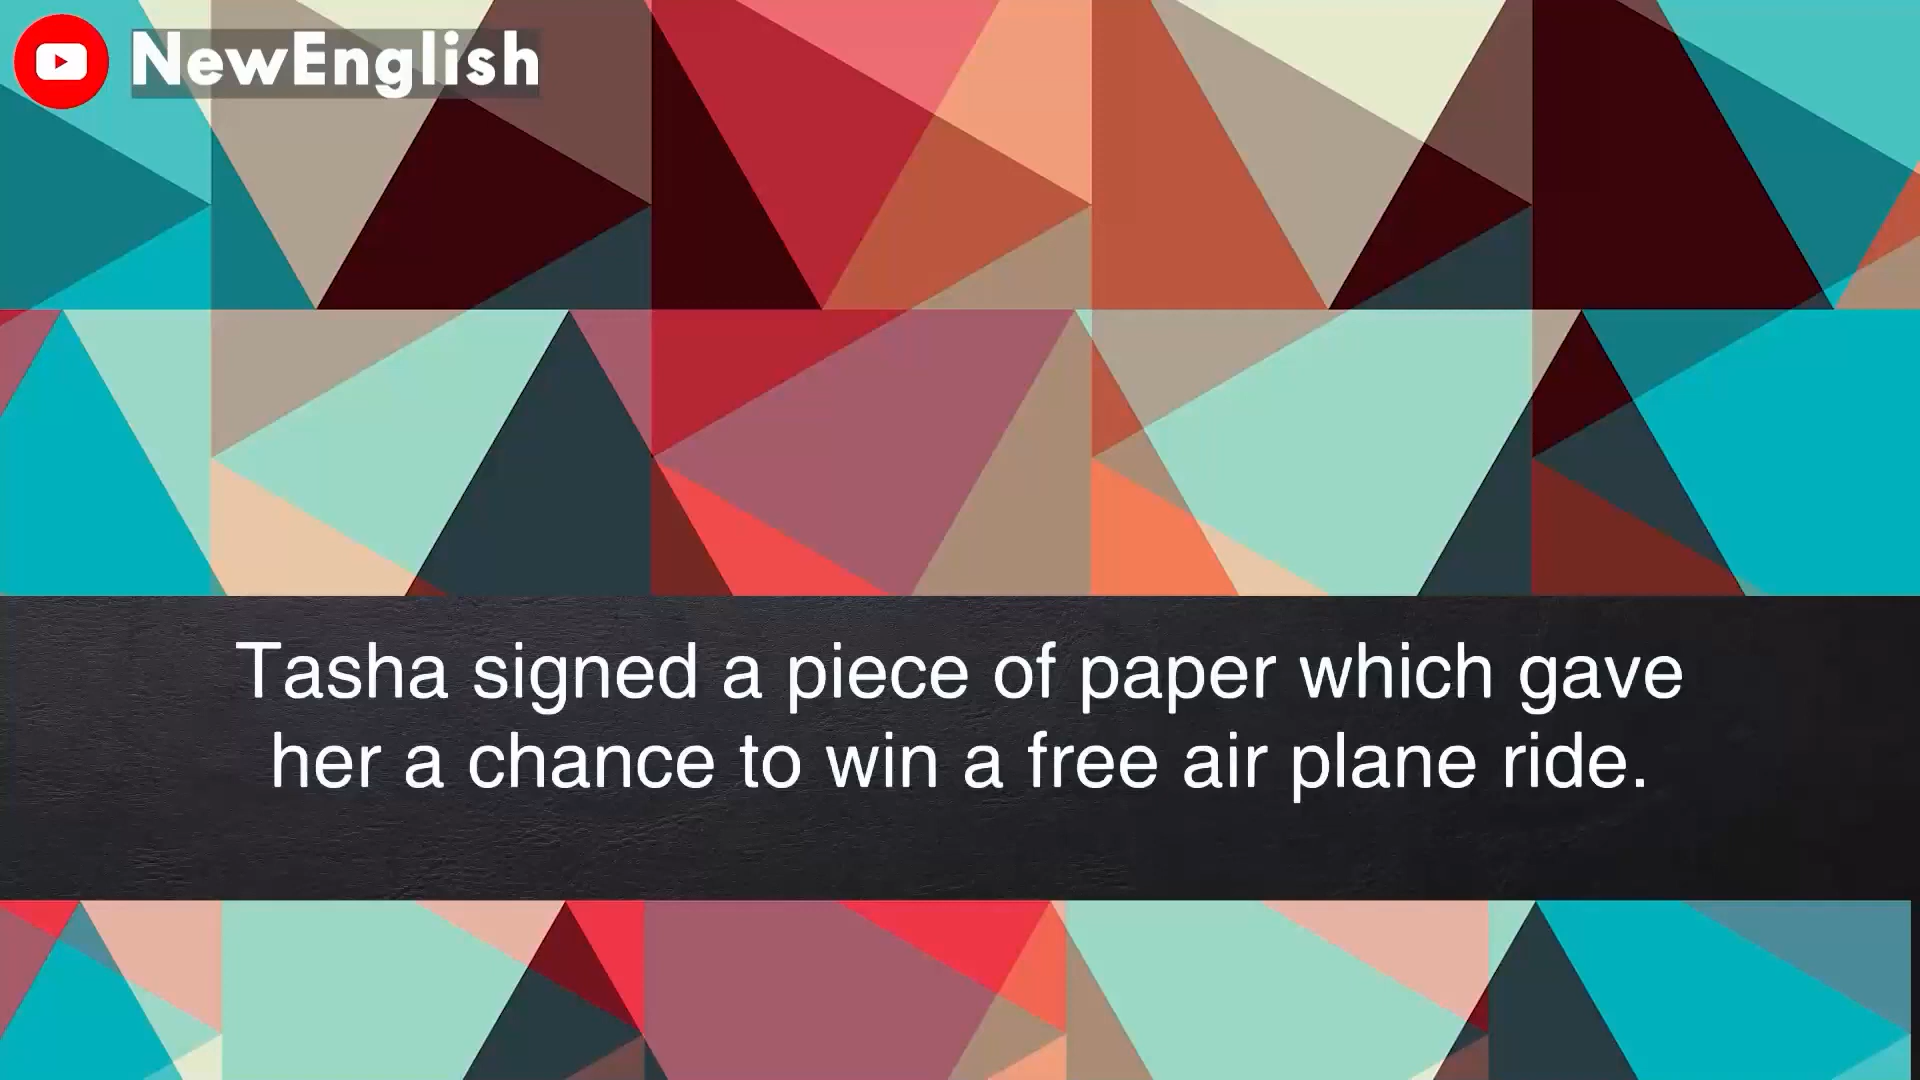 NewEnglish
Tasha signed a piece of paper which gave
her a chance to win a free air plane ride.